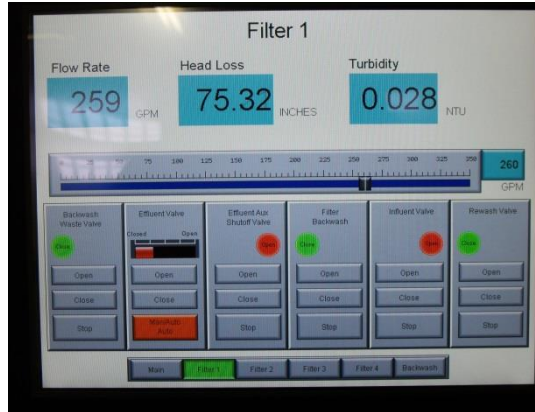 Filter 1
Flow Rate
Head Loss
Turbidity
259 GPM
75.32 INCHES
0.028 NTU
75 100 125 150 175 200 225 250 275 300 325 350
260
GPM
Backwash
Waste Valve
Close
Open
Close
Stop
Effluent Valve
Closed Open
Open
Close
Man/Auto
Auto
Effluent Aux
Shutoff Valve
Open
Open
Close
Stop
Filter
Backwash
Close
Open
Close
Stop
Influent Valve
Open
Open
Close
Stop
Rewash Valve
Close
Open
Close
Stop
Main Filter 1 Filter 2 Filter 3 Filter 4 Backwash